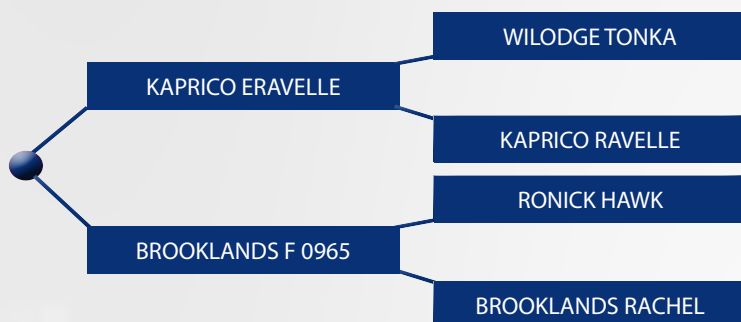 WILODGE TONKA
KAPRICO ERAVELLE
KAPRICO RAVELLE
RONICK HAWK
BROOKLANDS F 0965
BROOKLANDS RACHEL